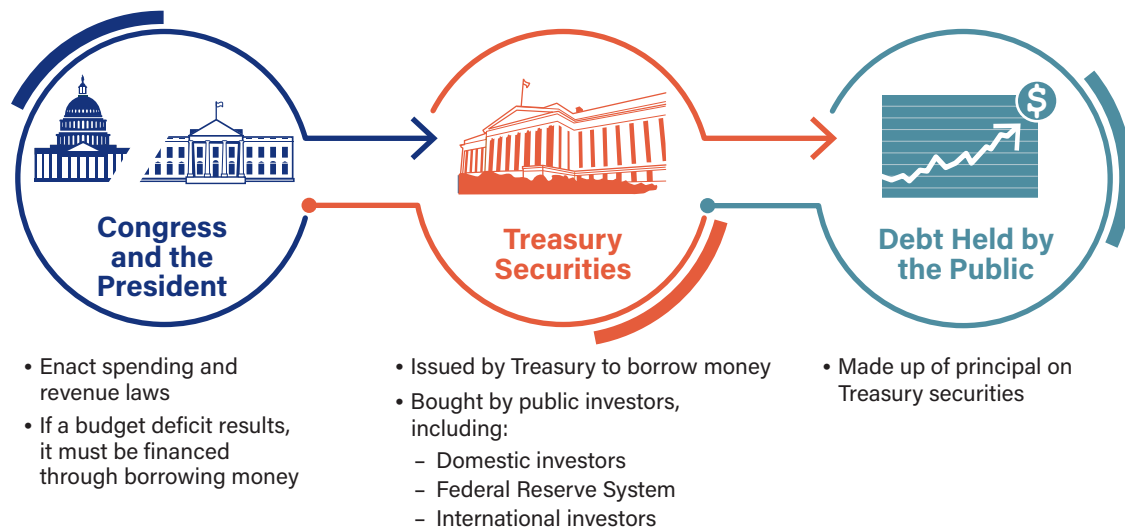 $
Congress
and the
President
Treasury
Securities
Debt Held by
the Public
• Enact spending and
revenue laws
• If a budget deficit results,
it must be financed
through borrowing money
• Issued by Treasury to borrow money
• Bought by public investors,
including:
– Domestic investors
– Federal Reserve System
– International investors
• Made up of principal on
Treasury securities